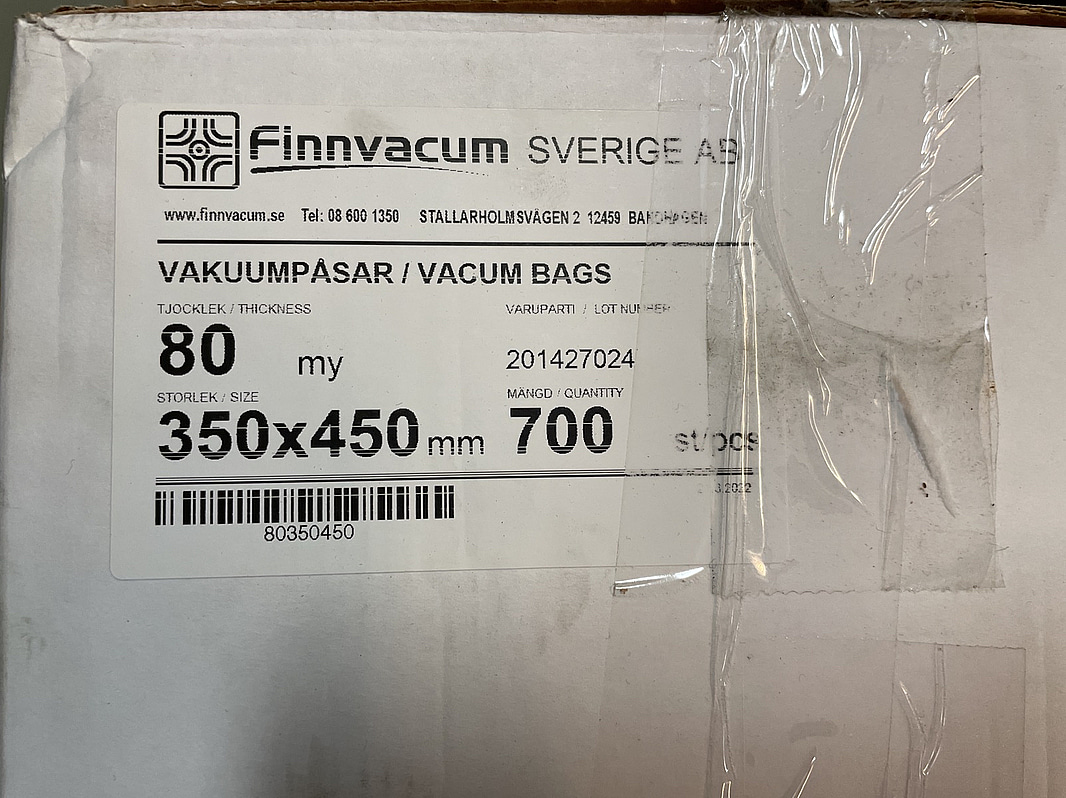 Finnvacum SVERIGE AB
www.finnvacum.se Tel: 08 600 1350 STALLARHOLMSVÄGEN 2 12459 BANDHAGEN
VAKUUMPÅSAR / VACUM BAGS
TJOCKLEK / THICKNESS VARUPARTI / LOT NUMBER
80 my 201427024
STORLEK / SIZE MÄNGD / QUANTITY
350x450 mm 700 st/pcs
80350450